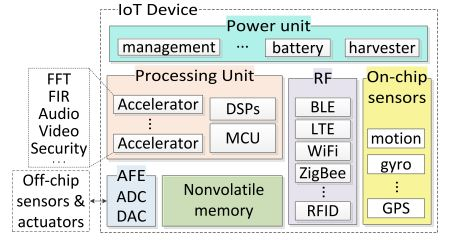 IoT Device
Power unit
management ... battery harvester
Processing Unit
Accelerator
⋮
Accelerator
DSPs
MCU
RF
BLE
LTE
WiFi
ZigBee
⋮
RFID
On-chip
sensors
motion
gyro
⋮
GPS
FFT
FIR
Audio
Video
Security
...
Off-chip
sensors &
actuators
AFE
ADC
DAC
Nonvolatile
memory